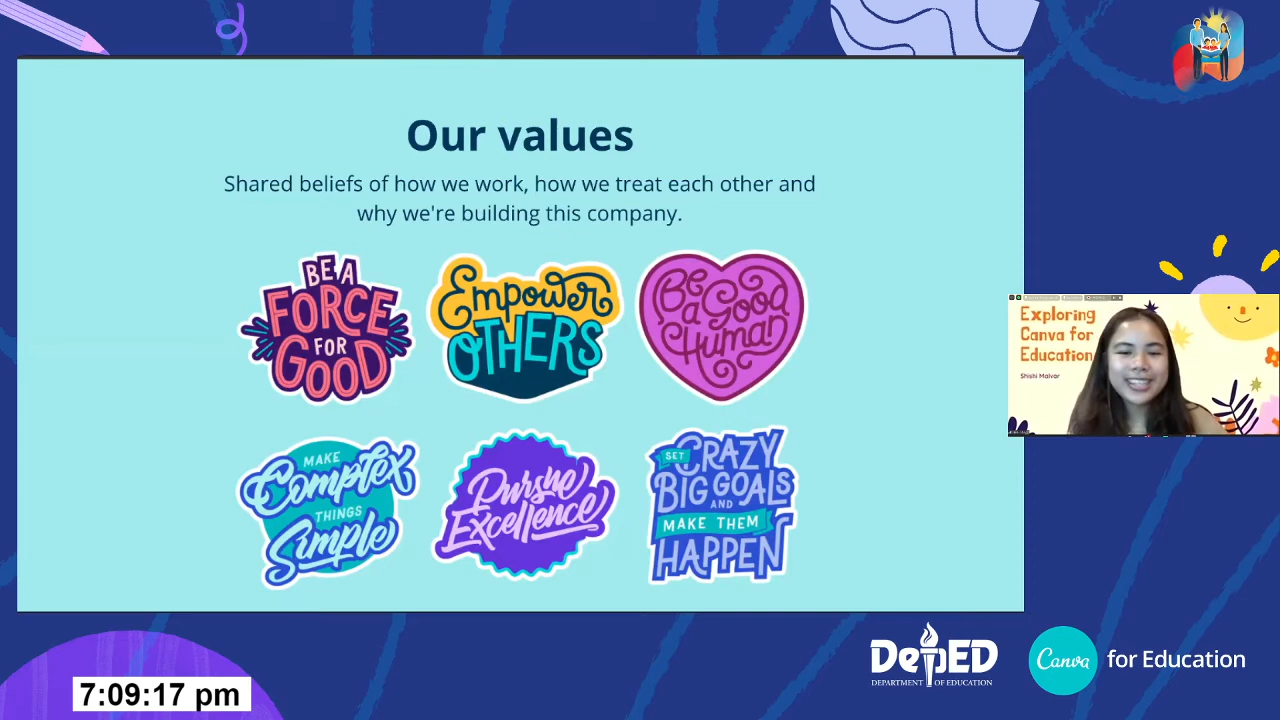 Our values
Shared beliefs of how we work, how we treat each other and
why we're building this company.
BE A
FORCE
FOR
GOOD
Empower
OTHERS
Be
a Good
Human
MAKE
Complex
THINGS
Simple
Pursue
Excellence
SET
CRAZY
BIG GOALS
AND
MAKE THEM
HAPPEN
Exploring
Canva for
Education
Shishi Malvar
7:09:17 pm
DepED
DEPARTMENT OF EDUCATION
Canva for Education